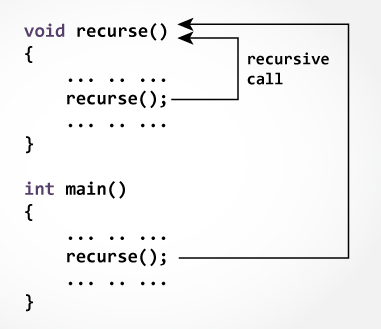 void recurse()
{
... .. ...
recurse();
... .. ...
}
recursive
call
int main()
{
... .. ...
recurse();
... .. ...
}